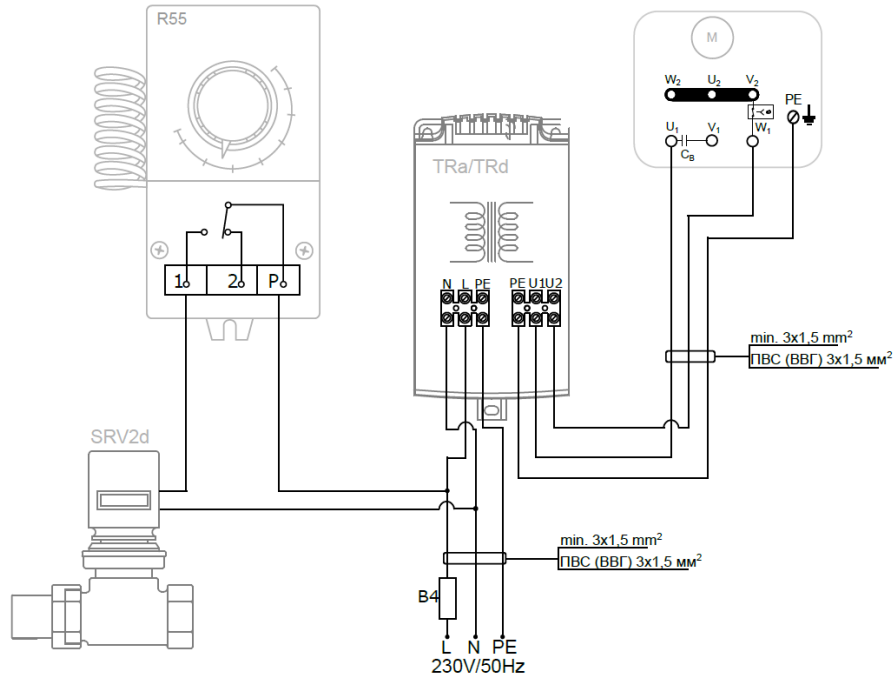 R55
M
W2 U2 V2
PE
U1 V1 W1
CB
TRa/TRd
1 2 P
N L PE PE U1 U2
min. 3x1,5 mm²
ПВС (ВВГ) 3x1,5 мм²
SRV2d
min. 3x1,5 mm²
ПВС (ВВГ) 3x1,5 мм²
B4
L N PE
230V/50Hz